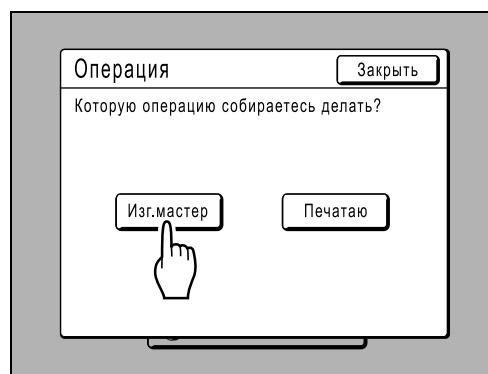 Операция
Закрыть
Которую операцию собираетесь делать?
Изг.мастер
Печатаю